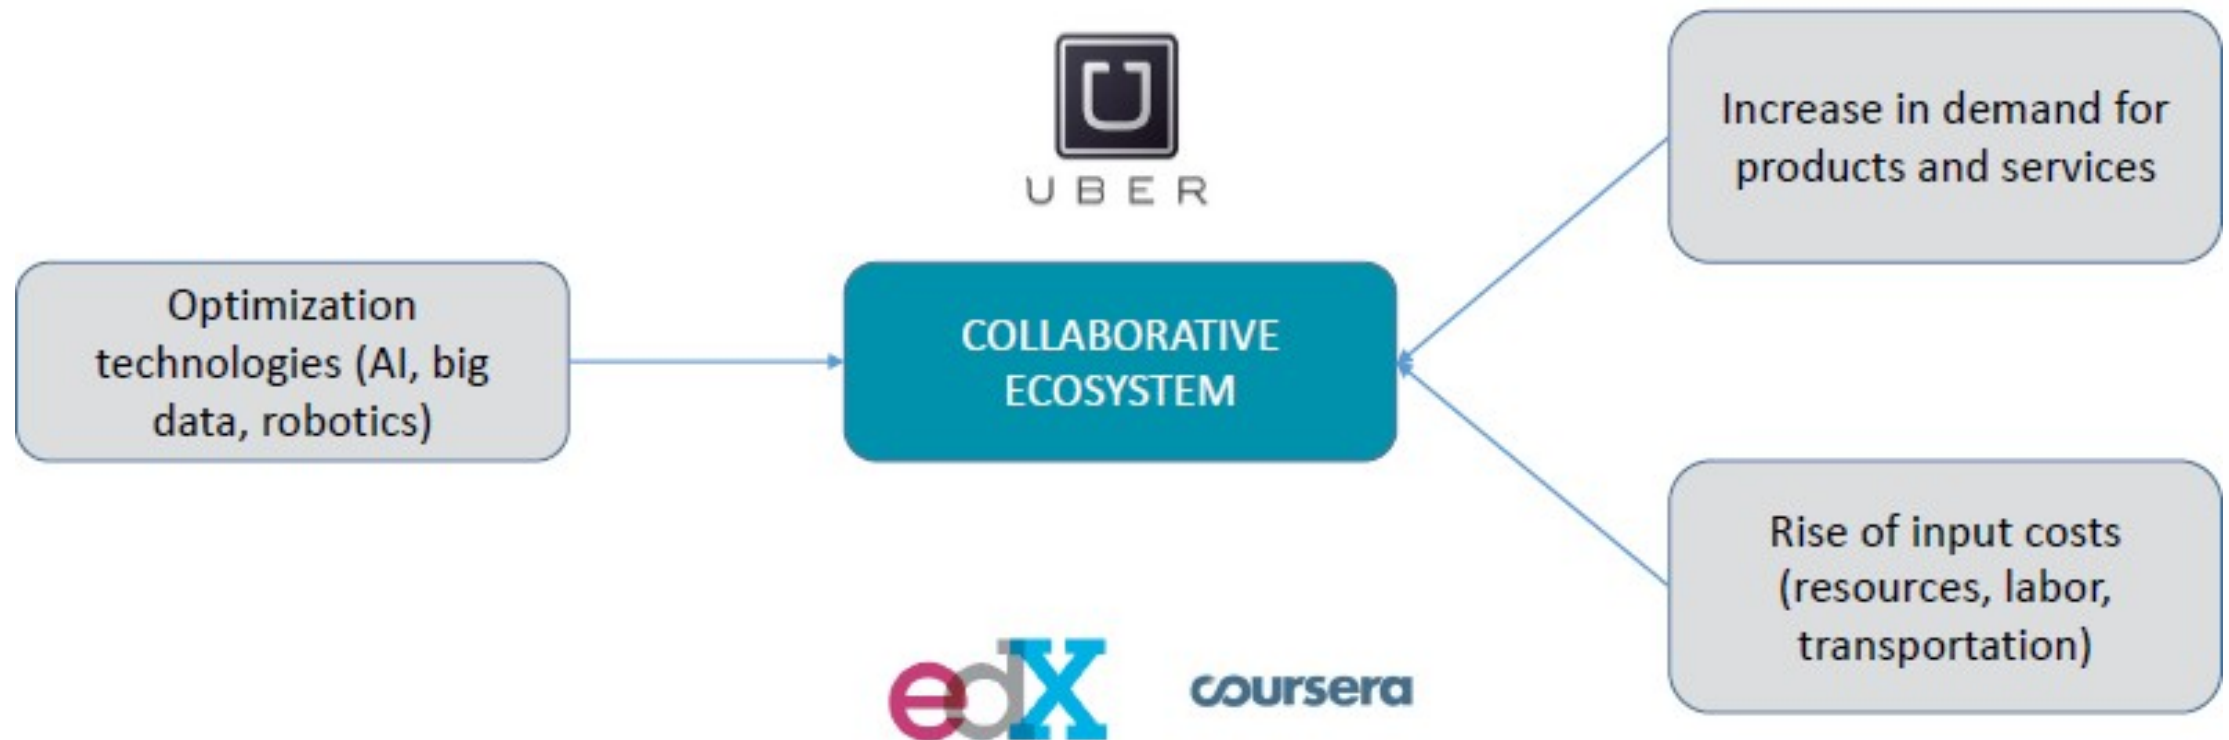 UBER
Increase in demand for
products and services
Optimization
technologies (AI, big
data, robotics)
COLLABORATIVE
ECOSYSTEM
Rise of input costs
(resources, labor,
transportation)
edX
coursera